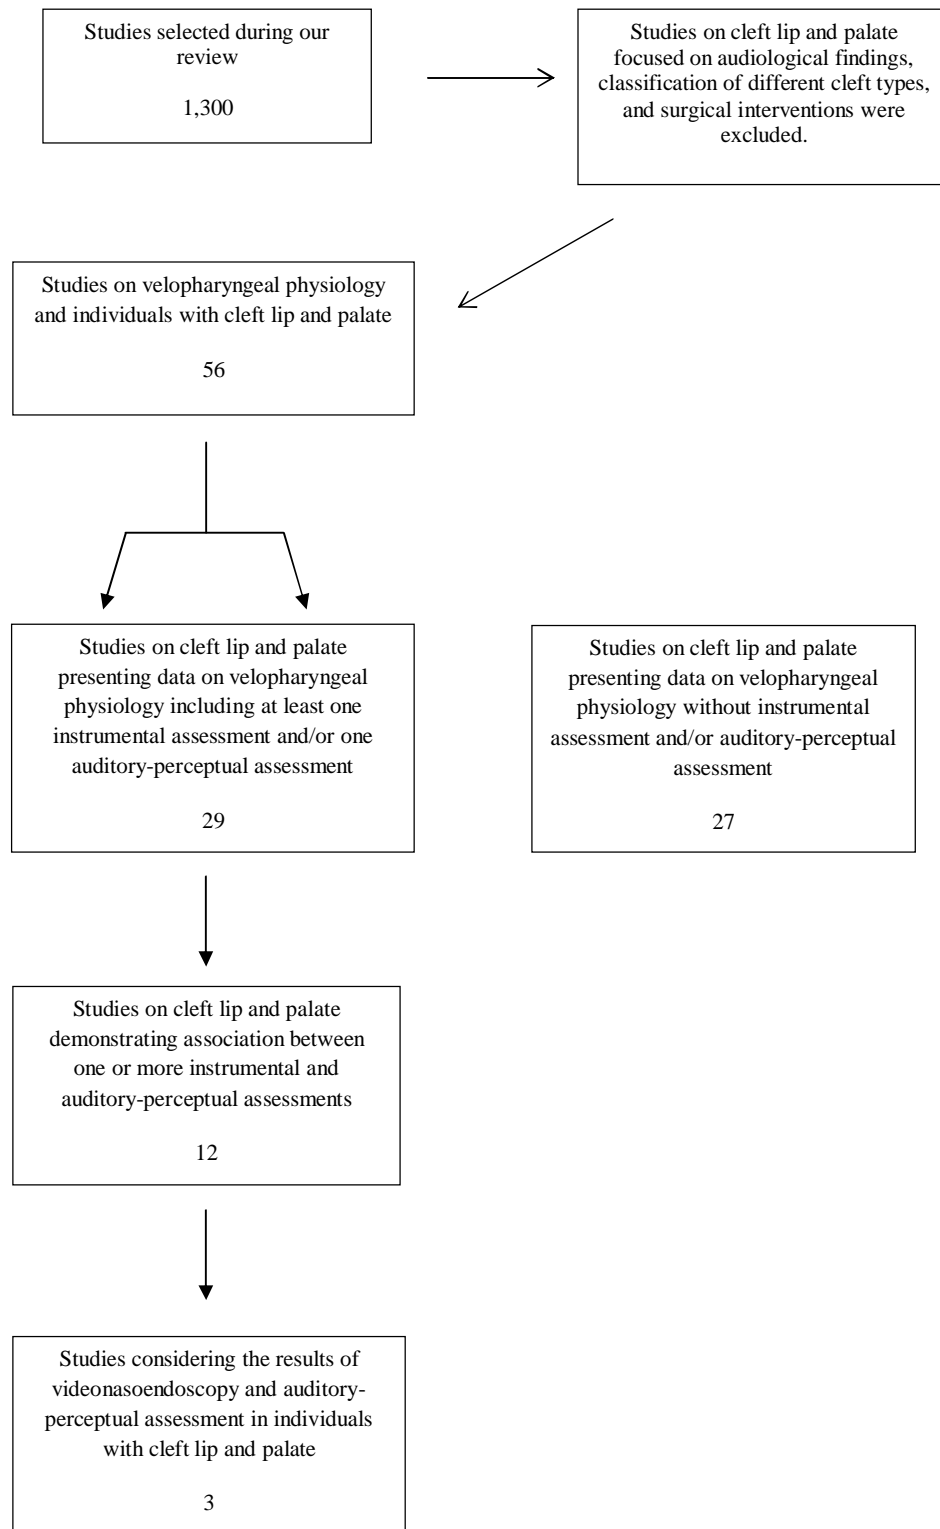 Studies selected during our
review
1,300
Studies on cleft lip and palate
focused on audiological findings,
classification of different cleft types,
and surgical interventions were
excluded.
Studies on velopharyngeal physiology
and individuals with cleft lip and palate
56
Studies on cleft lip and palate
presenting data on velopharyngeal
physiology including at least one
instrumental assessment and/or one
auditory-perceptual assessment
29
Studies on cleft lip and palate
presenting data on velopharyngeal
physiology without instrumental
assessment and/or auditory-perceptual
assessment
27
Studies on cleft lip and palate
demonstrating association between
one or more instrumental and
auditory-perceptual assessments
12
Studies considering the results of
videonasoendoscopy and auditory-
perceptual assessment in individuals
with cleft lip and palate
3